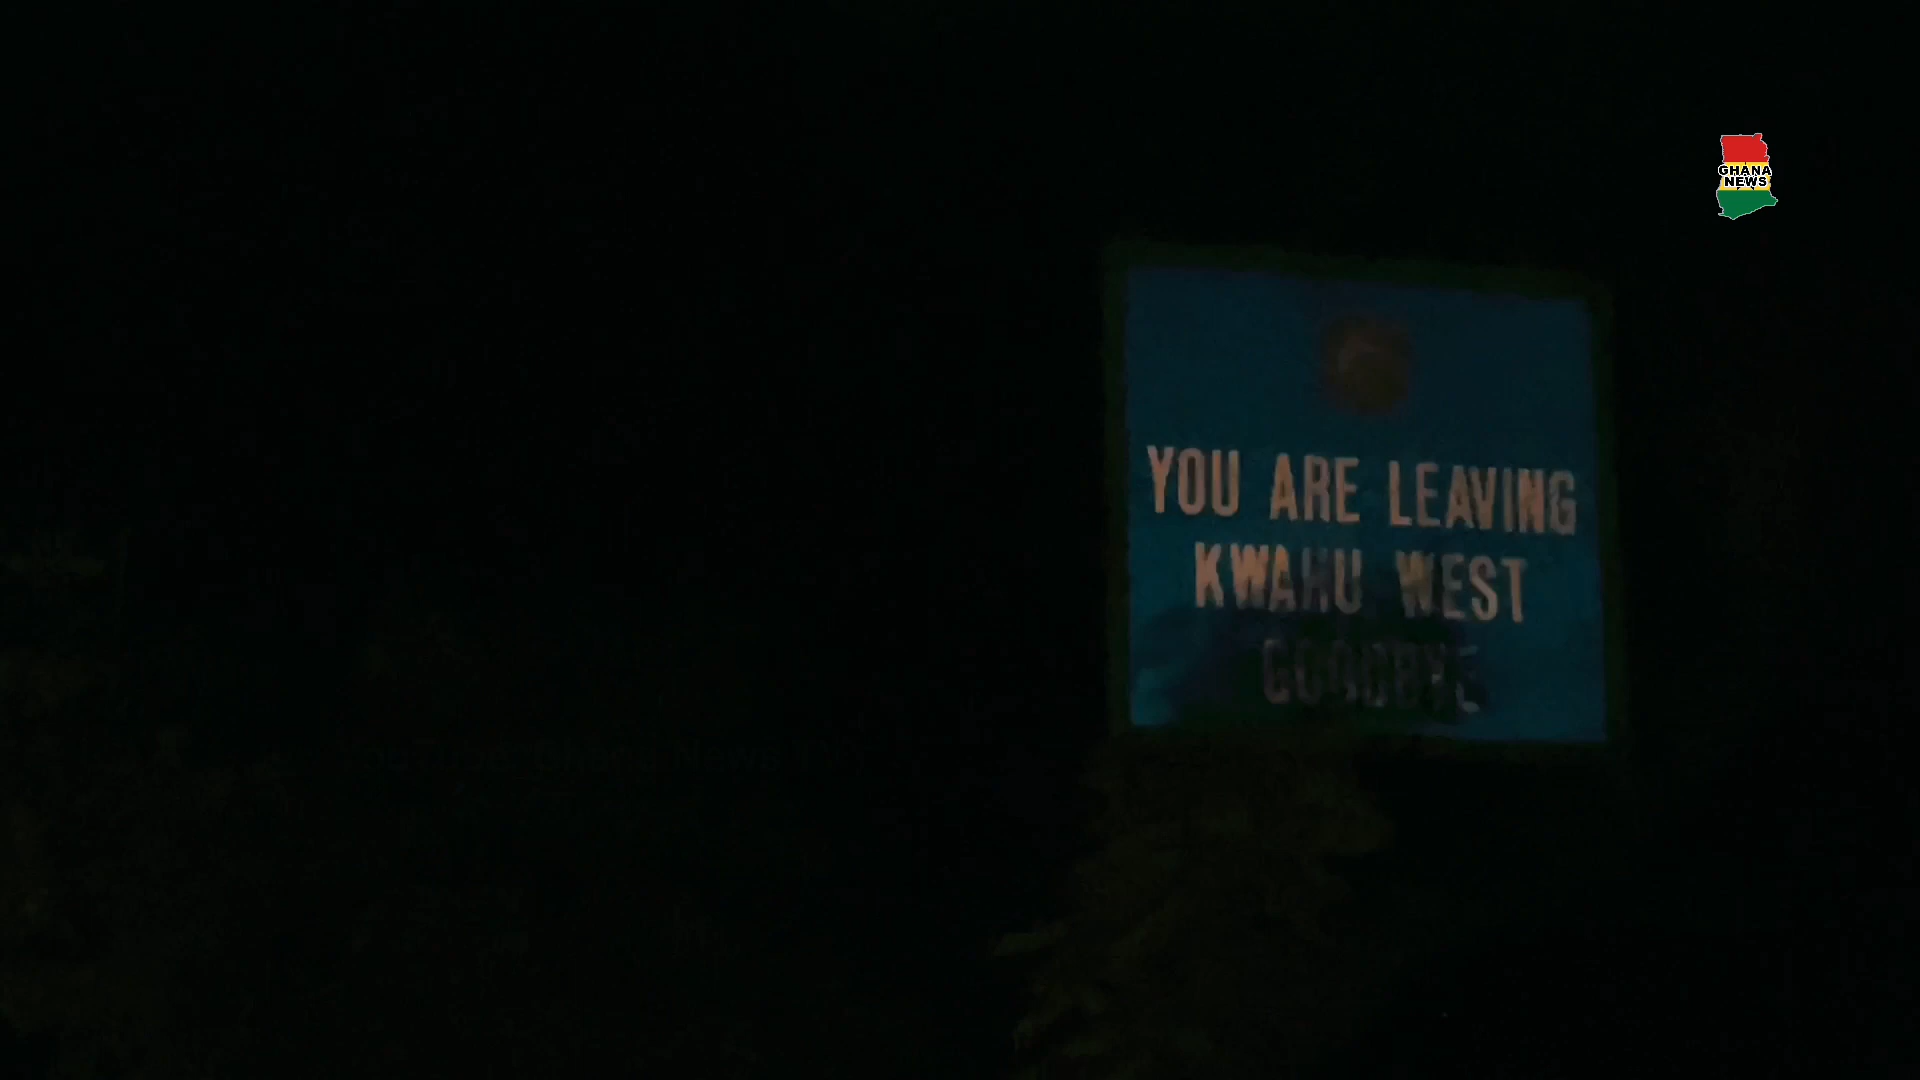 GHANA
NEWS
YOU ARE LEAVING
KWAHU WEST
GOODBYE